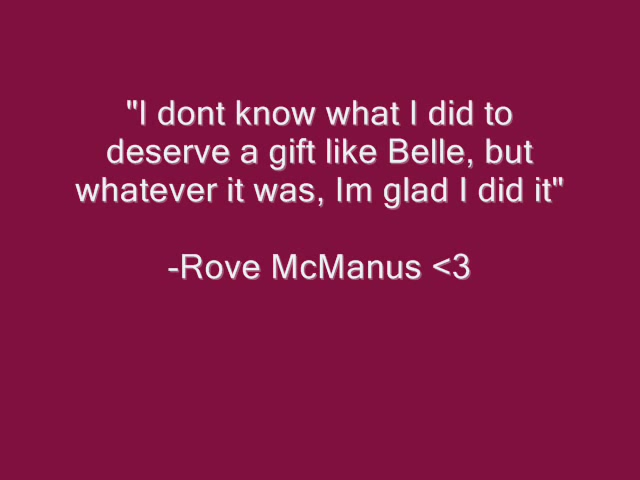 "I dont know what I did to
deserve a gift like Belle, but
whatever it was, Im glad I did it"
-Rove McManus <3